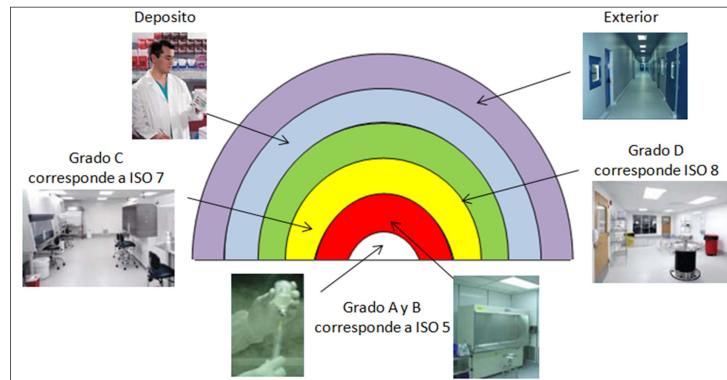 Deposito
Exterior
Grado C
corresponde a ISO 7
Grado D
corresponde ISO 8
Grado A y B
corresponde a ISO 5